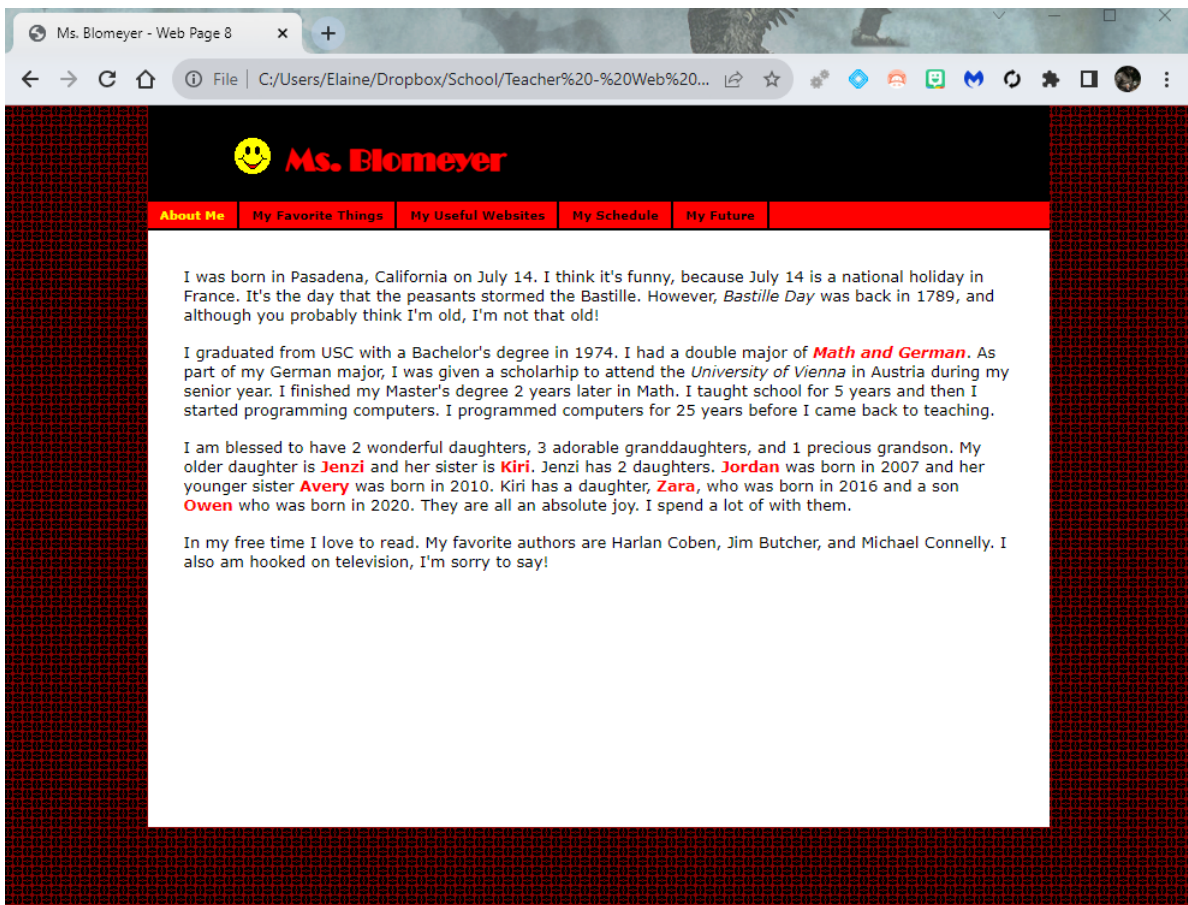 Ms. Blomeyer - Web Page 8
File | C:/Users/Elaine/Dropbox/School/Teacher%20-%20Web%20...
Ms. Blomeyer
About Me My Favorite Things My Useful Websites My Schedule My Future
I was born in Pasadena, California on July 14. I think it's funny, because July 14 is a national holiday in
France. It's the day that the peasants stormed the Bastille. However, Bastille Day was back in 1789, and
although you probably think I'm old, I'm not that old!
I graduated from USC with a Bachelor's degree in 1974. I had a double major of Math and German. As
part of my German major, I was given a scholarhip to attend the University of Vienna in Austria during my
senior year. I finished my Master's degree 2 years later in Math. I taught school for 5 years and then I
started programming computers. I programmed computers for 25 years before I came back to teaching.
I am blessed to have 2 wonderful daughters, 3 adorable granddaughters, and 1 precious grandson. My
older daughter is Jenzi and her sister is Kiri. Jenzi has 2 daughters. Jordan was born in 2007 and her
younger sister Avery was born in 2010. Kiri has a daughter, Zara, who was born in 2016 and a son
Owen who was born in 2020. They are all an absolute joy. I spend a lot of with them.
In my free time I love to read. My favorite authors are Harlan Coben, Jim Butcher, and Michael Connelly. I
also am hooked on television, I'm sorry to say!